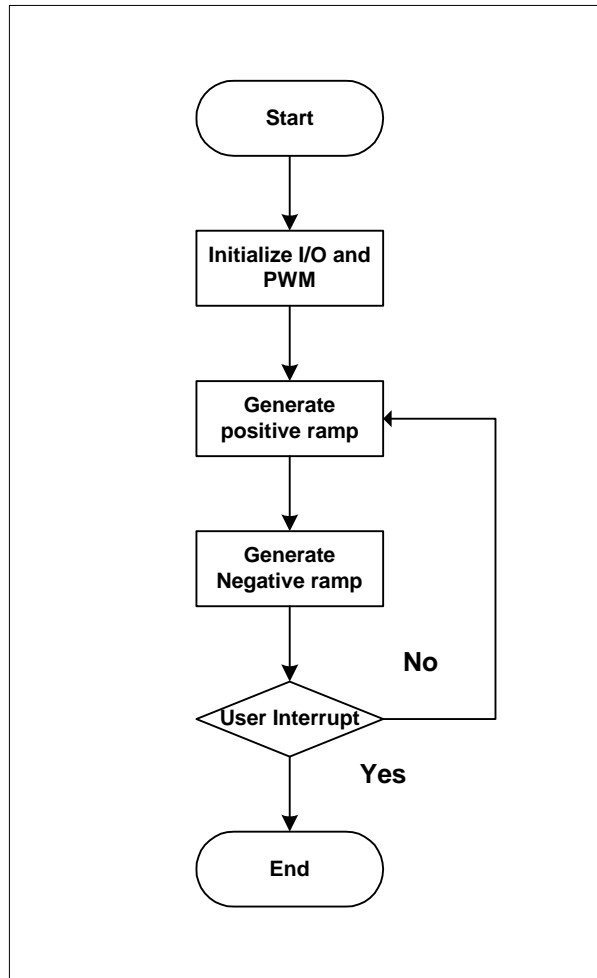 Start
Initialize I/O and
PWM
Generate
positive ramp
Generate
Negative ramp
No
User Interrupt
Yes
End